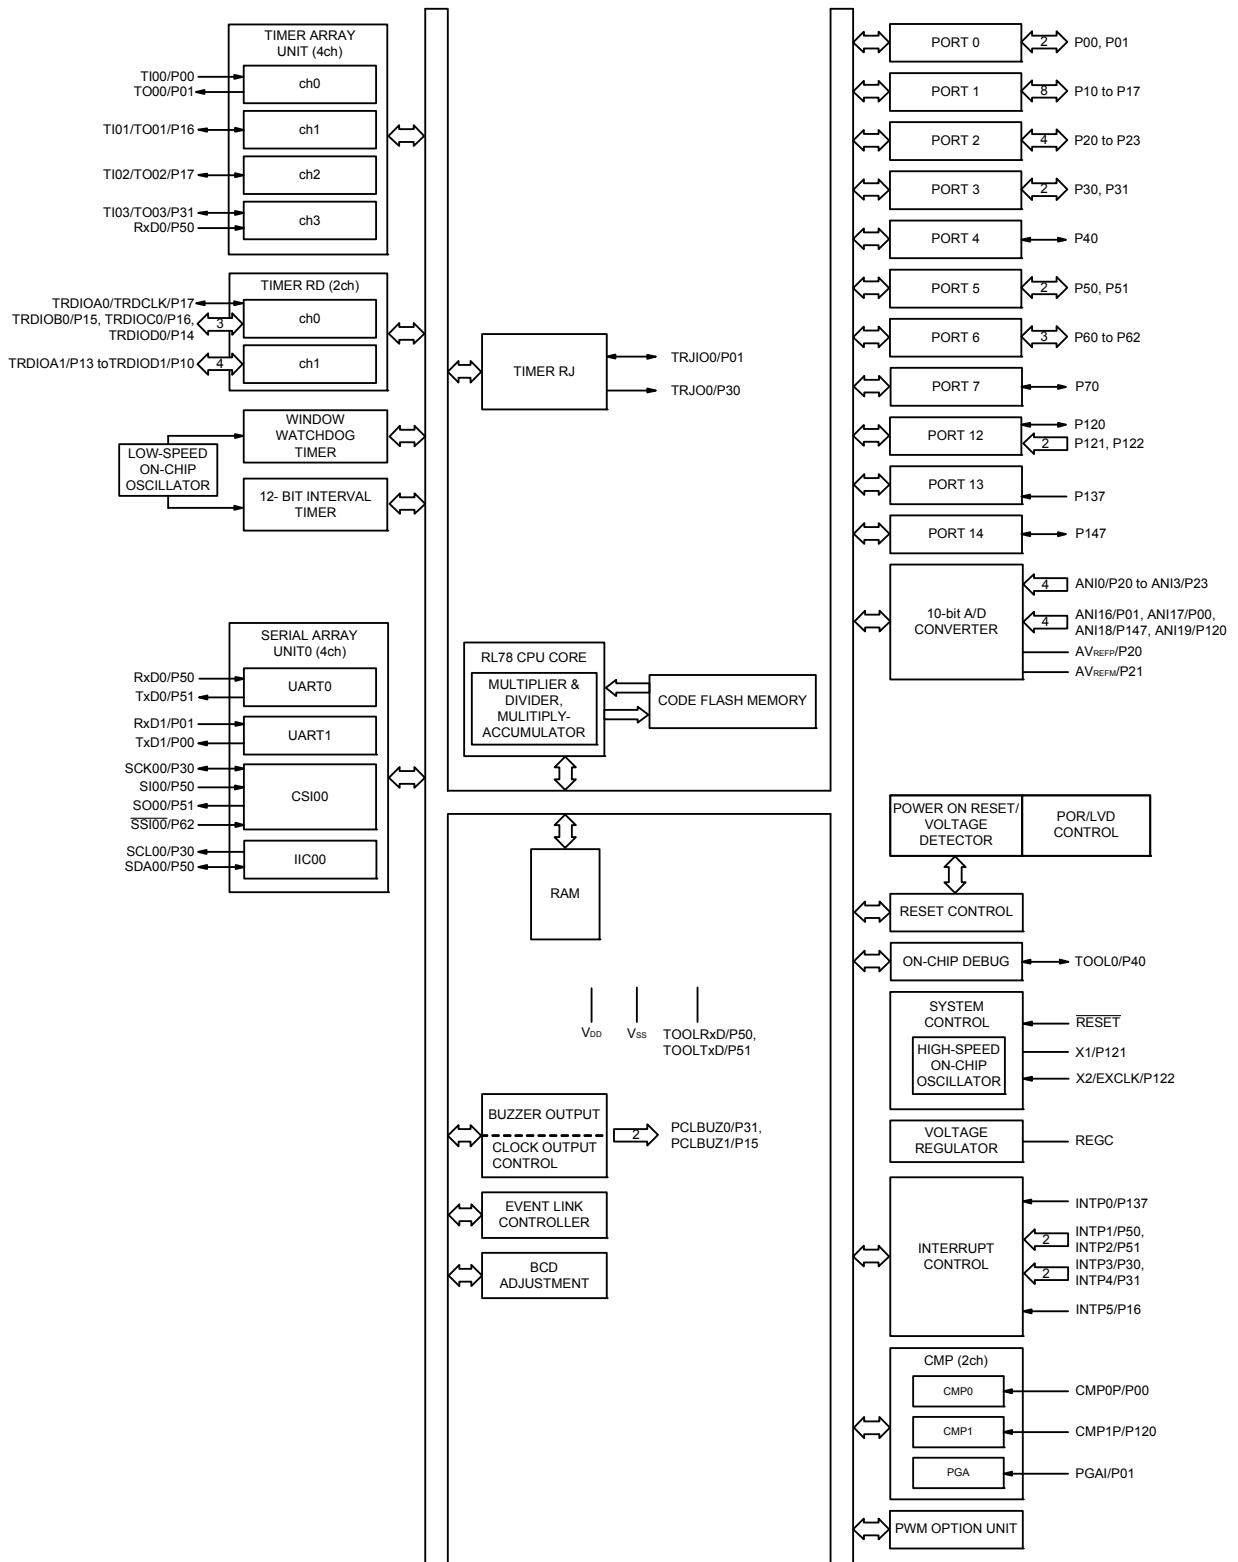 TIMER ARRAY
UNIT (4ch)
ch0
TI00/P00
TO00/P01
ch1
TI01/TO01/P16
ch2
TI02/TO02/P17
ch3
TI03/TO03/P31
RxD0/P50
TIMER RD (2ch)
ch0
TRDIOA0/TRDCLK/P17
TRDIOB0/P15, TRDIOC0/P16,
TRDIOD0/P14
3
ch1
TRDIOA1/P13 toTRDIOD1/P10
4
WINDOW
WATCHDOG
TIMER
LOW-SPEED
ON-CHIP
OSCILLATOR
12- BIT INTERVAL
TIMER
SERIAL ARRAY
UNIT0 (4ch)
RxD0/P50
TxD0/P51
UART0
RxD1/P01
TxD1/P00
UART1
SCK00/P30
SI00/P50
SO00/P51
SSI00/P62
CSI00
SCL00/P30
SDA00/P50
IIC00
TIMER RJ
TRJIO0/P01
TRJO0/P30
RL78 CPU CORE
MULTIPLIER &
DIVIDER,
MULITIPLY-
ACCUMULATOR
CODE FLASH MEMORY
RAM
VDD
VSS
TOOLRxD/P50,
TOOLTxD/P51
BUZZER OUTPUT
CLOCK OUTPUT
CONTROL
2
PCLBUZ0/P31,
PCLBUZ1/P15
EVENT LINK
CONTROLLER
BCD
ADJUSTMENT
PORT 0
2
P00, P01
PORT 1
8
P10 to P17
PORT 2
4
P20 to P23
PORT 3
2
P30, P31
PORT 4
P40
PORT 5
2
P50, P51
PORT 6
3
P60 to P62
PORT 7
P70
PORT 12
P120
2
P121, P122
PORT 13
P137
PORT 14
P147
10-bit A/D
CONVERTER
4
ANI0/P20 to ANI3/P23
4
ANI16/P01, ANI17/P00,
ANI18/P147, ANI19/P120
AVREFP/P20
AVREFM/P21
POWER ON RESET/
VOLTAGE
DETECTOR
POR/LVD
CONTROL
RESET CONTROL
ON-CHIP DEBUG
TOOL0/P40
SYSTEM
CONTROL
HIGH-SPEED
ON-CHIP
OSCILLATOR
RESET
X1/P121
X2/EXCLK/P122
VOLTAGE
REGULATOR
REGC
INTERRUPT
CONTROL
INTP0/P137
2
INTP1/P50,
INTP2/P51
2
INTP3/P30,
INTP4/P31
INTP5/P16
CMP (2ch)
CMP0
CMP0P/P00
CMP1
CMP1P/P120
PGA
PGAI/P01
PWM OPTION UNIT